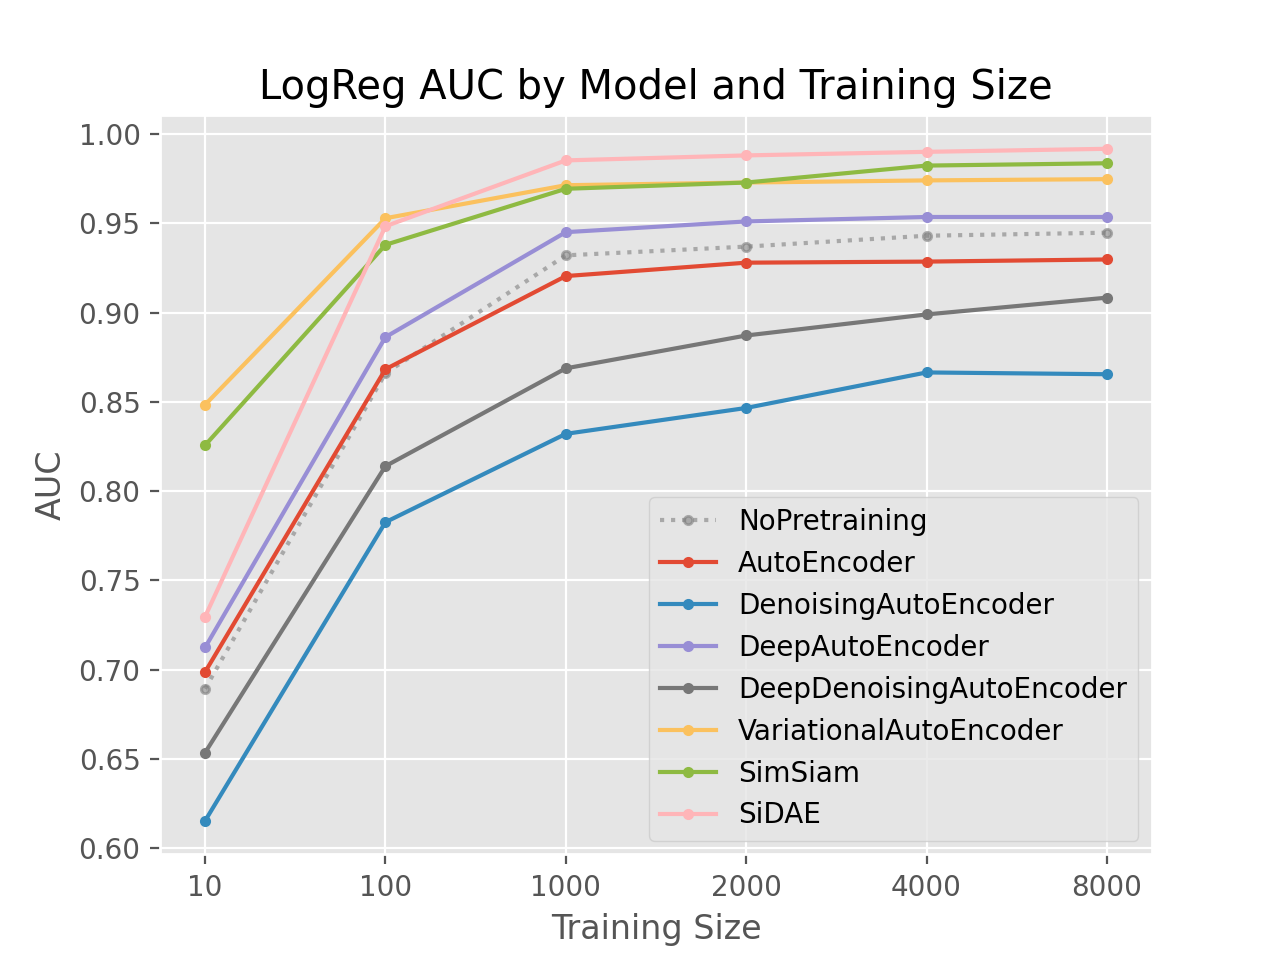 LogReg AUC by Model and Training Size
1.00
0.95
0.90
0.85
0.80
0.75
0.70
0.65
0.60
AUC
NoPretraining
AutoEncoder
DenoisingAutoEncoder
DeepAutoEncoder
DeepDenoisingAutoEncoder
VariationalAutoEncoder
SimSiam
SiDAE
10 100 1000 2000 4000 8000
Training Size